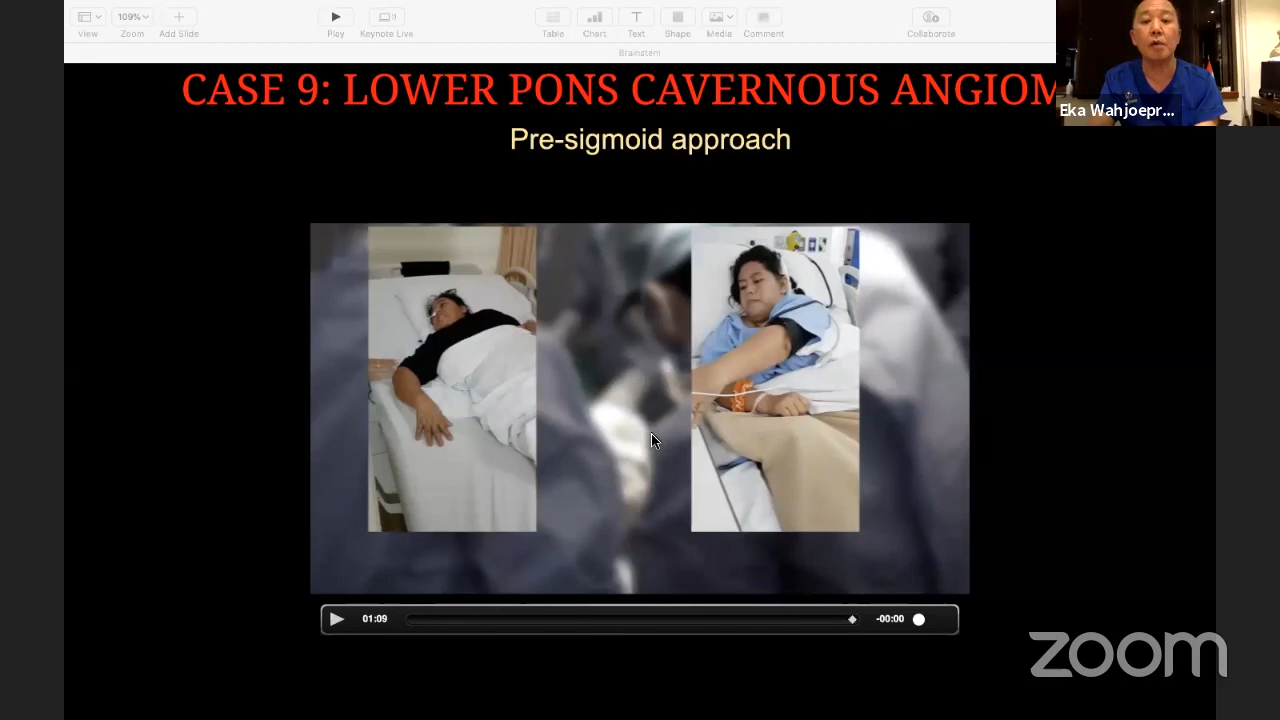 109%
View
Zoom
Add Slide
Play
Keynote Live
Table
Chart
Text
Shape
Media
Comment
Collaborate
Brainstem
CASE 9: LOWER PONS CAVERNOUS ANGIOM
Pre-sigmoid approach
Eka Wahjoepr...
01:09
-00:00
zoom